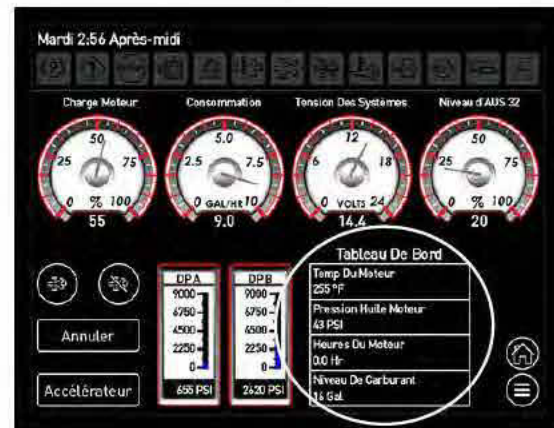 Mardi 2:56 Après-midi
Charge Moteur
Consommation
Tension Des Systèmes
Niveau d'AUS 32
50
25
75
0
%
100
55
5.0
2.5
7.5
0
GAL/HR
10
9.0
12
6
18
0
VOLTS
24
14.4
50
25
75
0
%
100
20
DPA
9000
6750
4500
2250
0
655 PSI
DPB
9000
6750
4500
2250
0
2620 PSI
Annuler
Accélérateur
Tableau De Bord
Temp Du Moteur
255 °F
Pression Huile Moteur
43 PSI
Heures Du Moteur
0.0 Hr
Niveau De Carburant
16 Gal